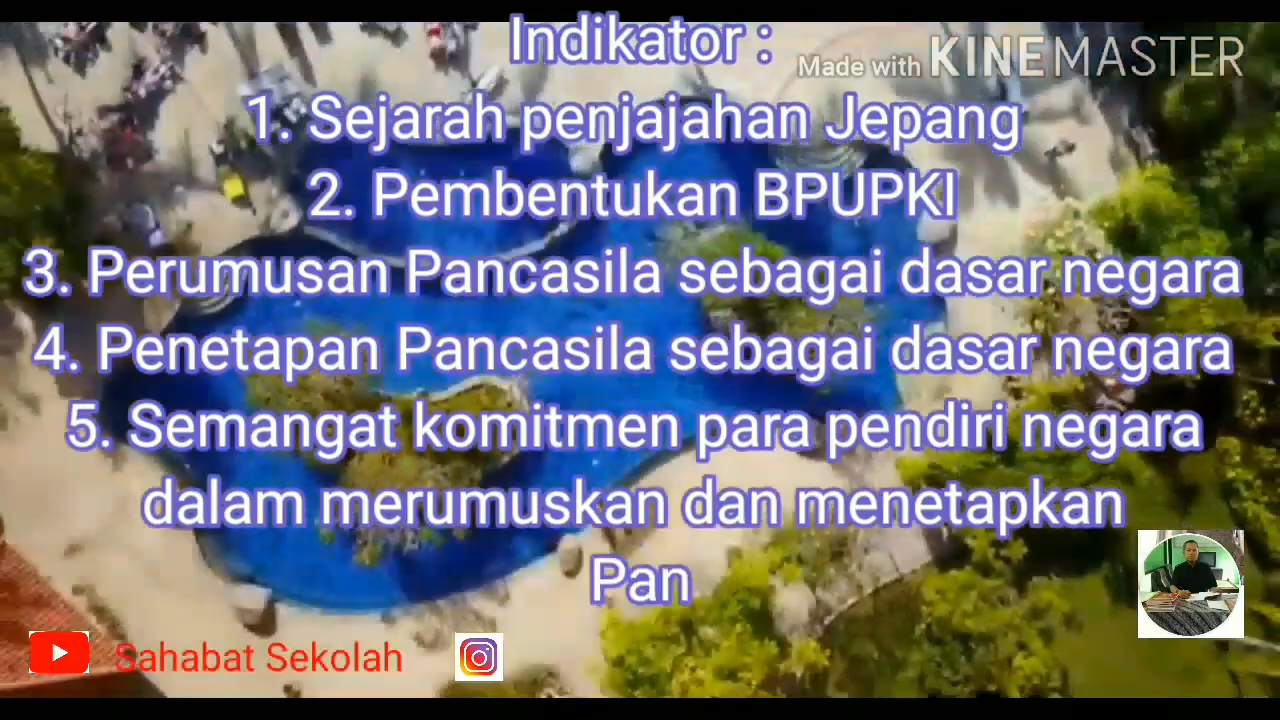 Indikator :
Made with KINEMASTER
1. Sejarah penjajahan Jepang
2. Pembentukan BPUPKI
3. Perumusan Pancasila sebagai dasar negara
4. Penetapan Pancasila sebagai dasar negara
5. Semangat komitmen para pendiri negara
dalam merumuskan dan menetapkan
Pan
Sahabat Sekolah